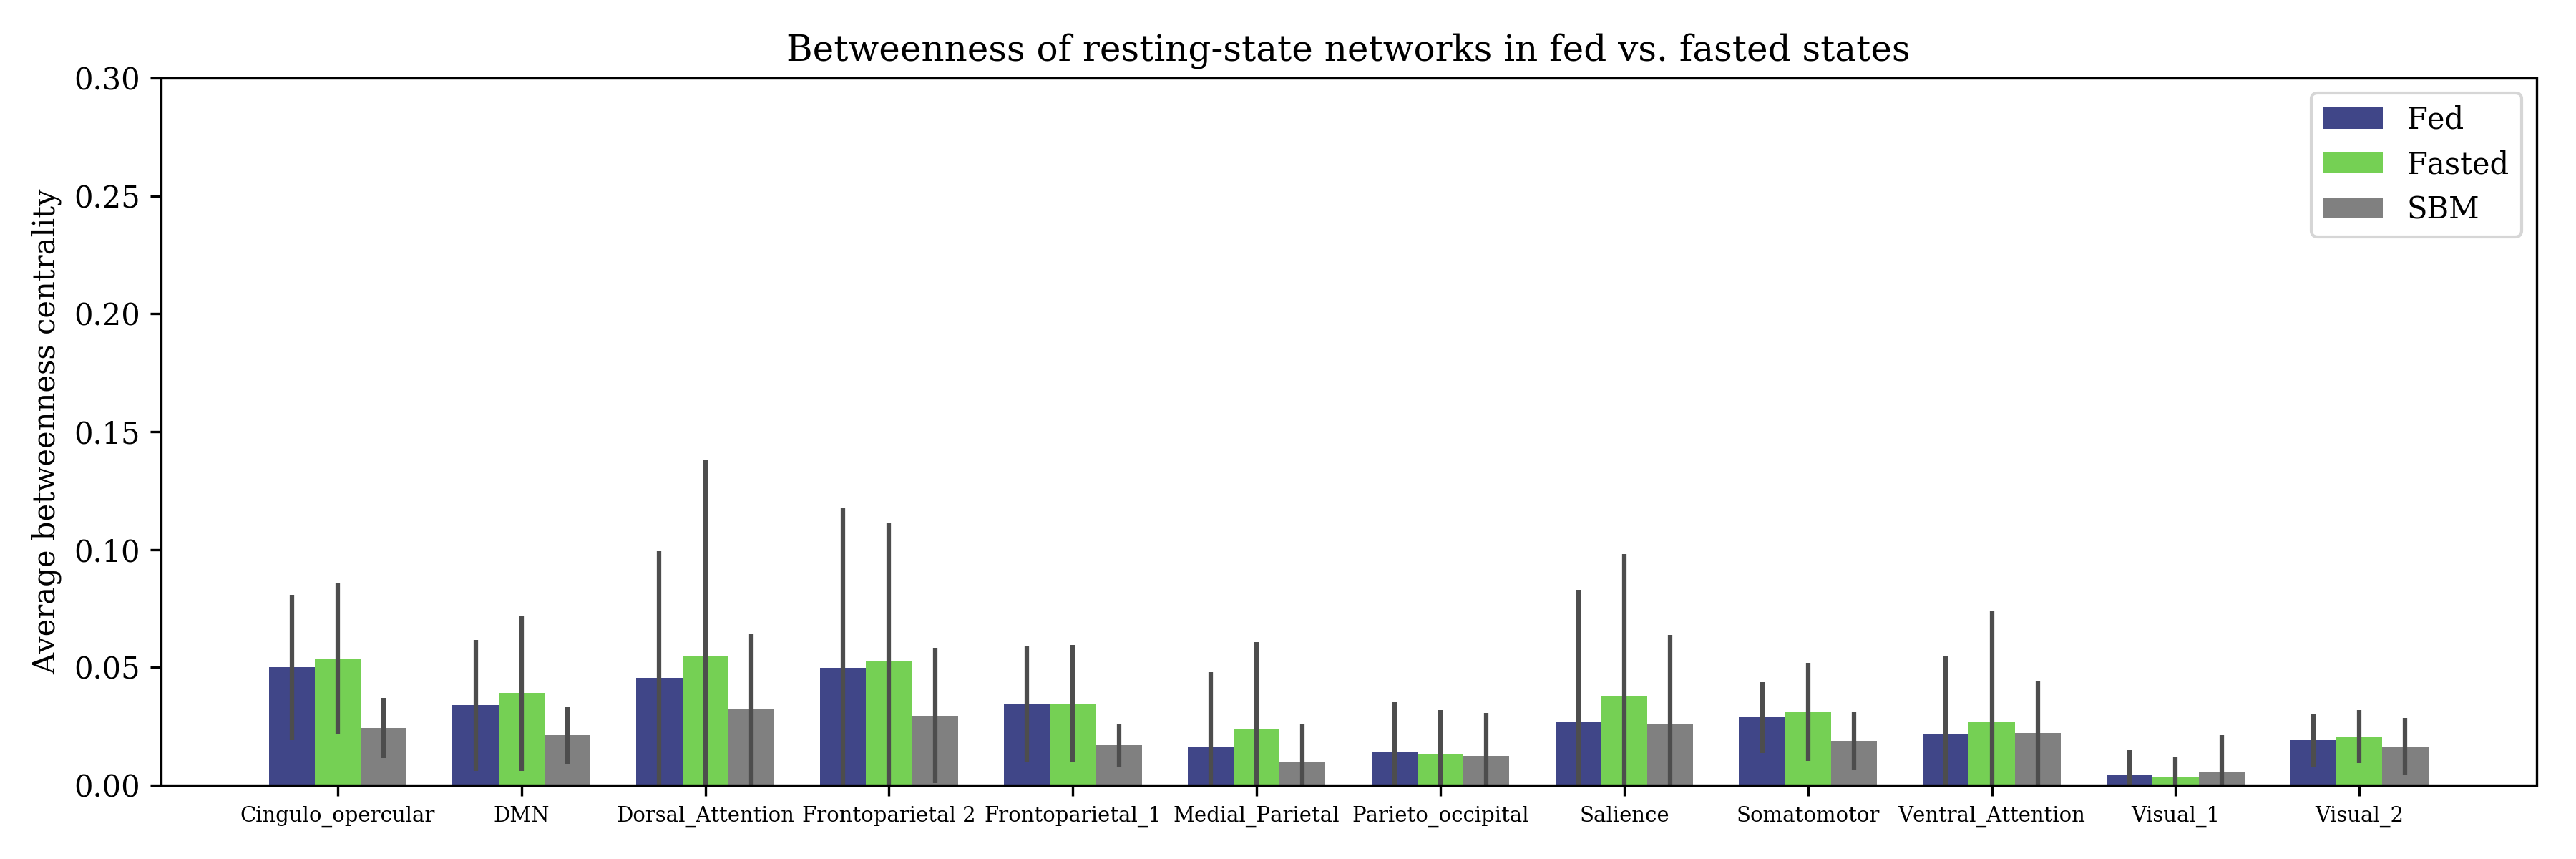 Betweenness of resting-state networks in fed vs. fasted states
Average betweenness centrality
0.30
0.25
0.20
0.15
0.10
0.05
0.00
Fed
Fasted
SBM
Cingulo_opercular DMN Dorsal_Attention Frontoparietal 2 Frontoparietal_1 Medial_Parietal Parieto_occipital Salience Somatomotor Ventral_Attention Visual_1 Visual_2